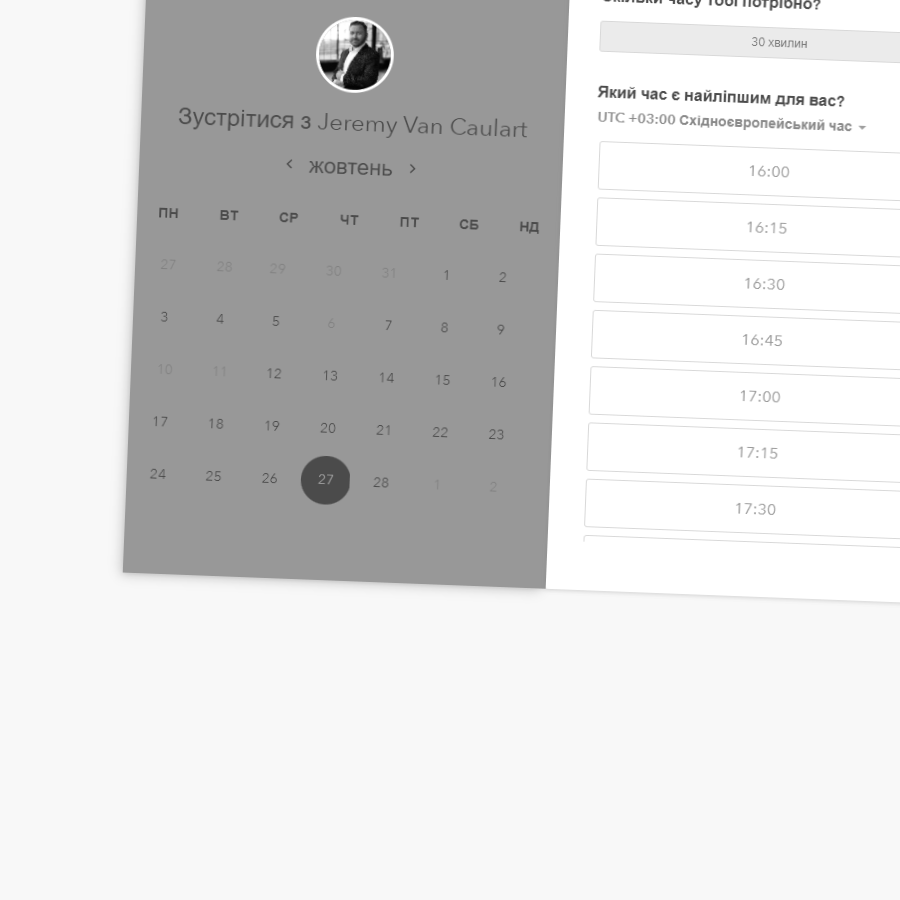 Зустрітися з Jeremy Van Caulart
жовтень
ПН ВТ СР ЧТ ПТ СБ НД
27 28 29 30 31 1 2
3 4 5 6 7 8 9
10 11 12 13 14 15 16
17 18 19 20 21 22 23
24 25 26 27 28 1 2
часу тобі потрібно?
30 хвилин
Який час є найліпшим для вас?
UTC +03:00 Східноєвропейський час
16:00
16:15
16:30
16:45
17:00
17:15
17:30